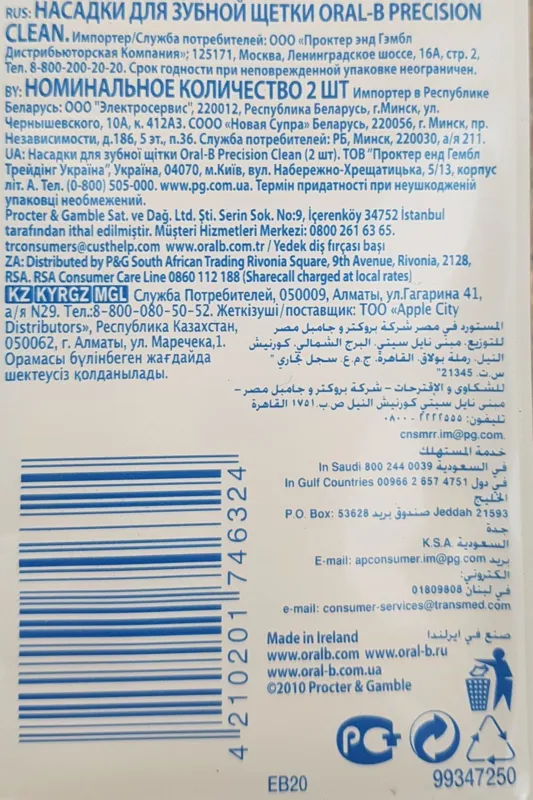 RUS: НАСАДКИ ДЛЯ ЗУБНОЙ ЩЕТКИ ORAL-B PRECISION
CLEAN. Импортер/Служба потребителей: ООО «Проктер энд Гэмбл
Дистрибьюторская Компания»; 125171, Москва, Ленинградское шоссе, 16А, стр. 2,
Тел. 8-800-200-20-20. Срок годности при неповрежденной упаковке неограничен.
BY: НОМИНАЛЬНОЕ КОЛИЧЕСТВО 2 ШТ Импортер в Республике
Беларусь: ООО "Электросервис", 220012, Республика Беларусь, г.Минск, ул.
Чернышевского, 10А, к. 412А3. СООО «Новая Супра» Беларусь, 220056, г. Минск, пр.
Независимости, д.186, 5 эт., п.36. Служба потребителей: РБ, Минск, 220030, а/я 211.
UA: Насадки для зубної щітки Oral-B Precision Clean (2 шт). ТОВ "Проктер енд Гембл
Трейдінг Україна", Україна, 04070, м.Київ, вул. Набережно-Хрещатицька, 5/13, корпус
літ. А. Тел. (0-800) 505-000. www.pg.com.ua. Термін придатності при неушкодженій
упаковці необмежений.
Procter & Gamble Sat. ve Dağ. Ltd. Şti. Serin Sok. No:9, İçerenköy 34752 İstanbul
tarafından ithal edilmiştir. Müşteri Hizmetleri Merkezi: 0800 261 63 65.
trconsumers@custhelp.com www.oralb.com.tr / Yedek diş fırçası başı
ZA: Distributed by P&G South African Trading Rivonia Square, 9th Avenue, Rivonia, 2128,
RSA. RSA Consumer Care Line 0860 112 188 (Sharecall charged at local rates)
KZ KYRGZ MGL Служба Потребителей, 050009, Алматы, ул.Гагарина 41,
а/я N29. Тел.:8-800-080-50-52. Жеткізуші/поставщик: ТОО «Apple City
Distributors», Республика Казахстан,
050062, г. Алматы, ул. Маречека,1.
Орамасы бүлінбеген жағдайда
шектеусіз қолданылады.
المستورد في مصر شركة بروكتر و جامبل مصر
للتوزيع. مبنى نايل سيتي. البرج الشمالي. كورنيش
النيل. رملة بولاق. القاهرة. ج.م.ع. سجل تجاري "
س.ت. 21345"
للشكاوى و الإقترحات – شركة بروكتر و جامبل مصر –
مبنى نايل سيتي كورنيش النيل ص.ب. ١٧٥١ القاهرة
تليفون: ٢٢٢٢٥٥٥ - ٠٨٠٠
cnsmrr.im@pg.com
خدمة المستهلك
In Saudi 800 244 0039 في السعودية
In Gulf Countries 00966 2 657 4751 في دول
الخليج
P.O. Box: 53628 صندوق بريد Jeddah 21593
جدة
K.S.A. السعودية
E-mail: apconsumer.im@pg.com بريد
الكتروني:
01809808 في لبنان
e-mail: consumer-services@transmed.com
صنع في ايرلندا
Made in Ireland
www.oralb.com www.oral-b.ru
www.oral-b.com.ua
©2010 Procter & Gamble
4 210201 746324
EB20
99347250